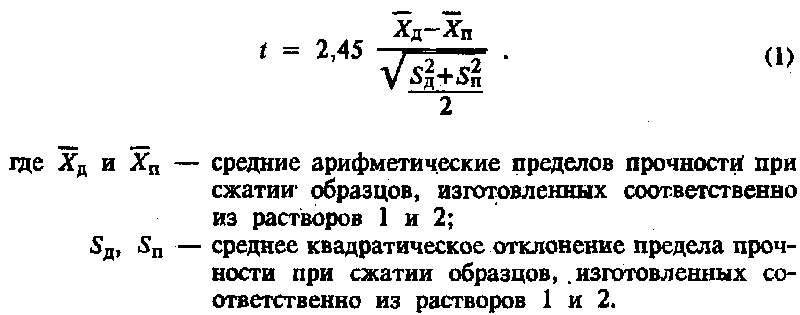 t = 2,45 (X̅д−X̅п) / √((S²д+S²п)/2) . (1)
где X̅д и X̅п — средние арифметические пределов прочности при
сжатии образцов, изготовленных соответственно
из растворов 1 и 2;
Sд, Sп — среднее квадратическое отклонение предела проч-
ности при сжатии образцов, изготовленных со-
ответственно из растворов 1 и 2.